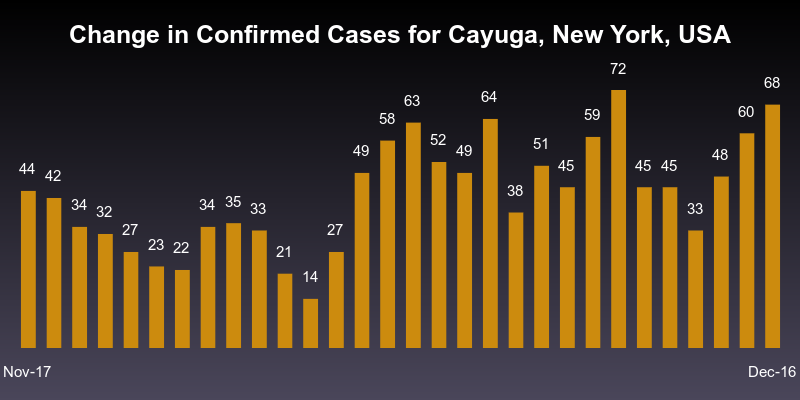 Change in Confirmed Cases for Cayuga, New York, USA
44 42 34 32 27 23 22 34 35 33 21 14 27 49 58 63 52 49 64 38 51 45 59 72 45 45 33 48 60 68
Nov-17 Dec-16